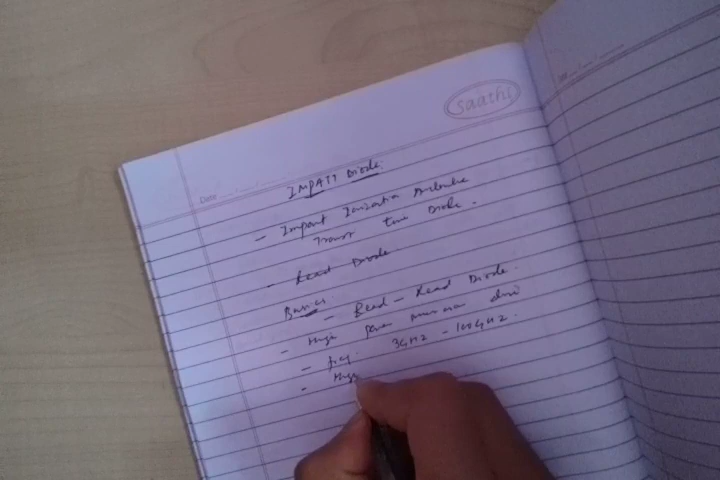 saathi
Date
IMPATT Diode.
- Impact Ionization Avalanche
Transit time Diode.
- Read Diode
Basics
- Read - Read Diode.
- High power
- freq. 3GHZ - 100GHZ.
- High